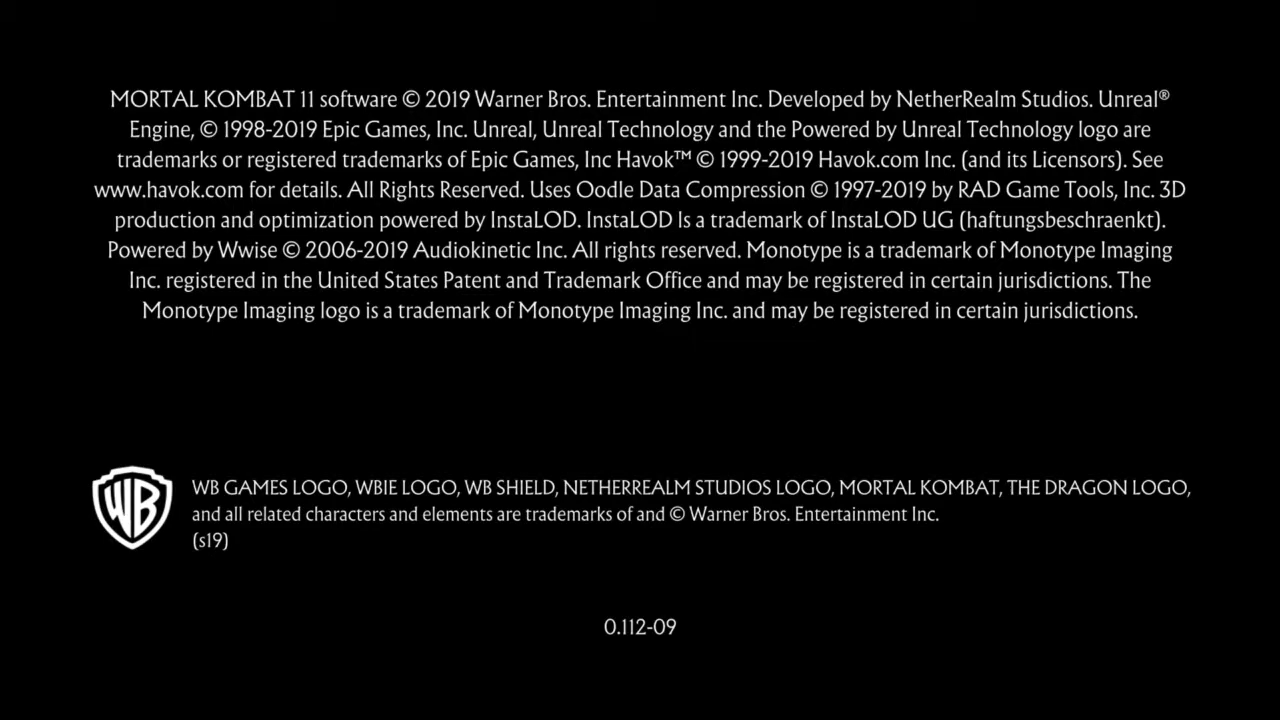 MORTAL KOMBAT 11 software © 2019 Warner Bros. Entertainment Inc. Developed by NetherRealm Studios. Unreal®
Engine, © 1998-2019 Epic Games, Inc. Unreal, Unreal Technology and the Powered by Unreal Technology logo are
trademarks or registered trademarks of Epic Games, Inc Havok™ © 1999-2019 Havok.com Inc. (and its Licensors). See
www.havok.com for details. All Rights Reserved. Uses Oodle Data Compression © 1997-2019 by RAD Game Tools, Inc. 3D
production and optimization powered by InstaLOD. InstaLOD Is a trademark of InstaLOD UG (haftungsbeschraenkt).
Powered by Wwise © 2006-2019 Audiokinetic Inc. All rights reserved. Monotype is a trademark of Monotype Imaging
Inc. registered in the United States Patent and Trademark Office and may be registered in certain jurisdictions. The
Monotype Imaging logo is a trademark of Monotype Imaging Inc. and may be registered in certain jurisdictions.
WB
WB GAMES LOGO, WBIE LOGO, WB SHIELD, NETHERREALM STUDIOS LOGO, MORTAL KOMBAT, THE DRAGON LOGO,
and all related characters and elements are trademarks of and © Warner Bros. Entertainment Inc.
(s19)
0.112-09